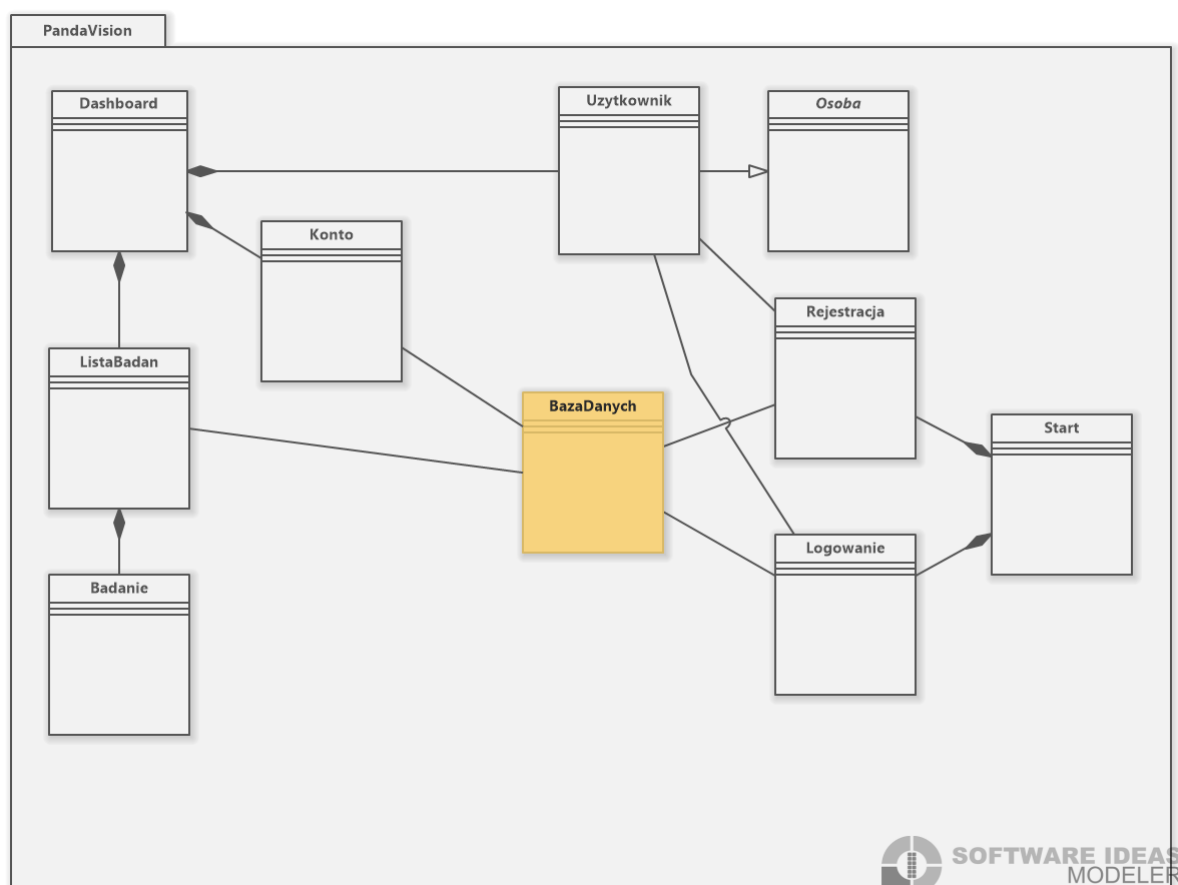 PandaVision
Dashboard
Uzytkownik
Osoba
Konto
Rejestracja
ListaBadan
BazaDanych
Start
Logowanie
Badanie
SOFTWARE IDEAS
MODELER